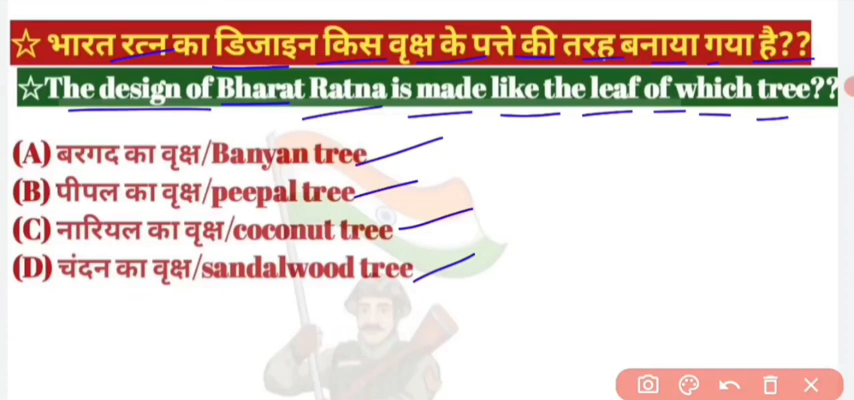 ☆ भारत रत्न का डिजाइन किस वृक्ष के पत्ते की तरह बनाया गया है??
☆The design of Bharat Ratna is made like the leaf of which tree??
(A) बरगद का वृक्ष/Banyan tree
(B) पीपल का वृक्ष/peepal tree
(C) नारियल का वृक्ष/coconut tree
(D) चंदन का वृक्ष/sandalwood tree